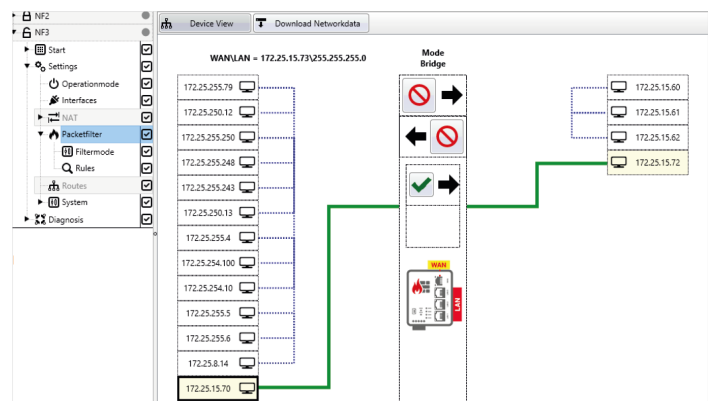 NF2
NF3
Start
Settings
Operationmode
Interfaces
NAT
Packetfilter
Filtermode
Rules
Routes
System
Diagnosis
Device View
Download Networkdata
WAN\LAN = 172.25.15.73\255.255.255.0
Mode
Bridge
172.25.255.79
172.25.250.12
172.25.255.250
172.25.255.248
172.25.255.243
172.25.250.13
172.25.255.4
172.25.254.100
172.25.254.10
172.25.255.5
172.25.255.6
172.25.8.14
172.25.15.70
WAN
LAN
172.25.15.60
172.25.15.61
172.25.15.62
172.25.15.72